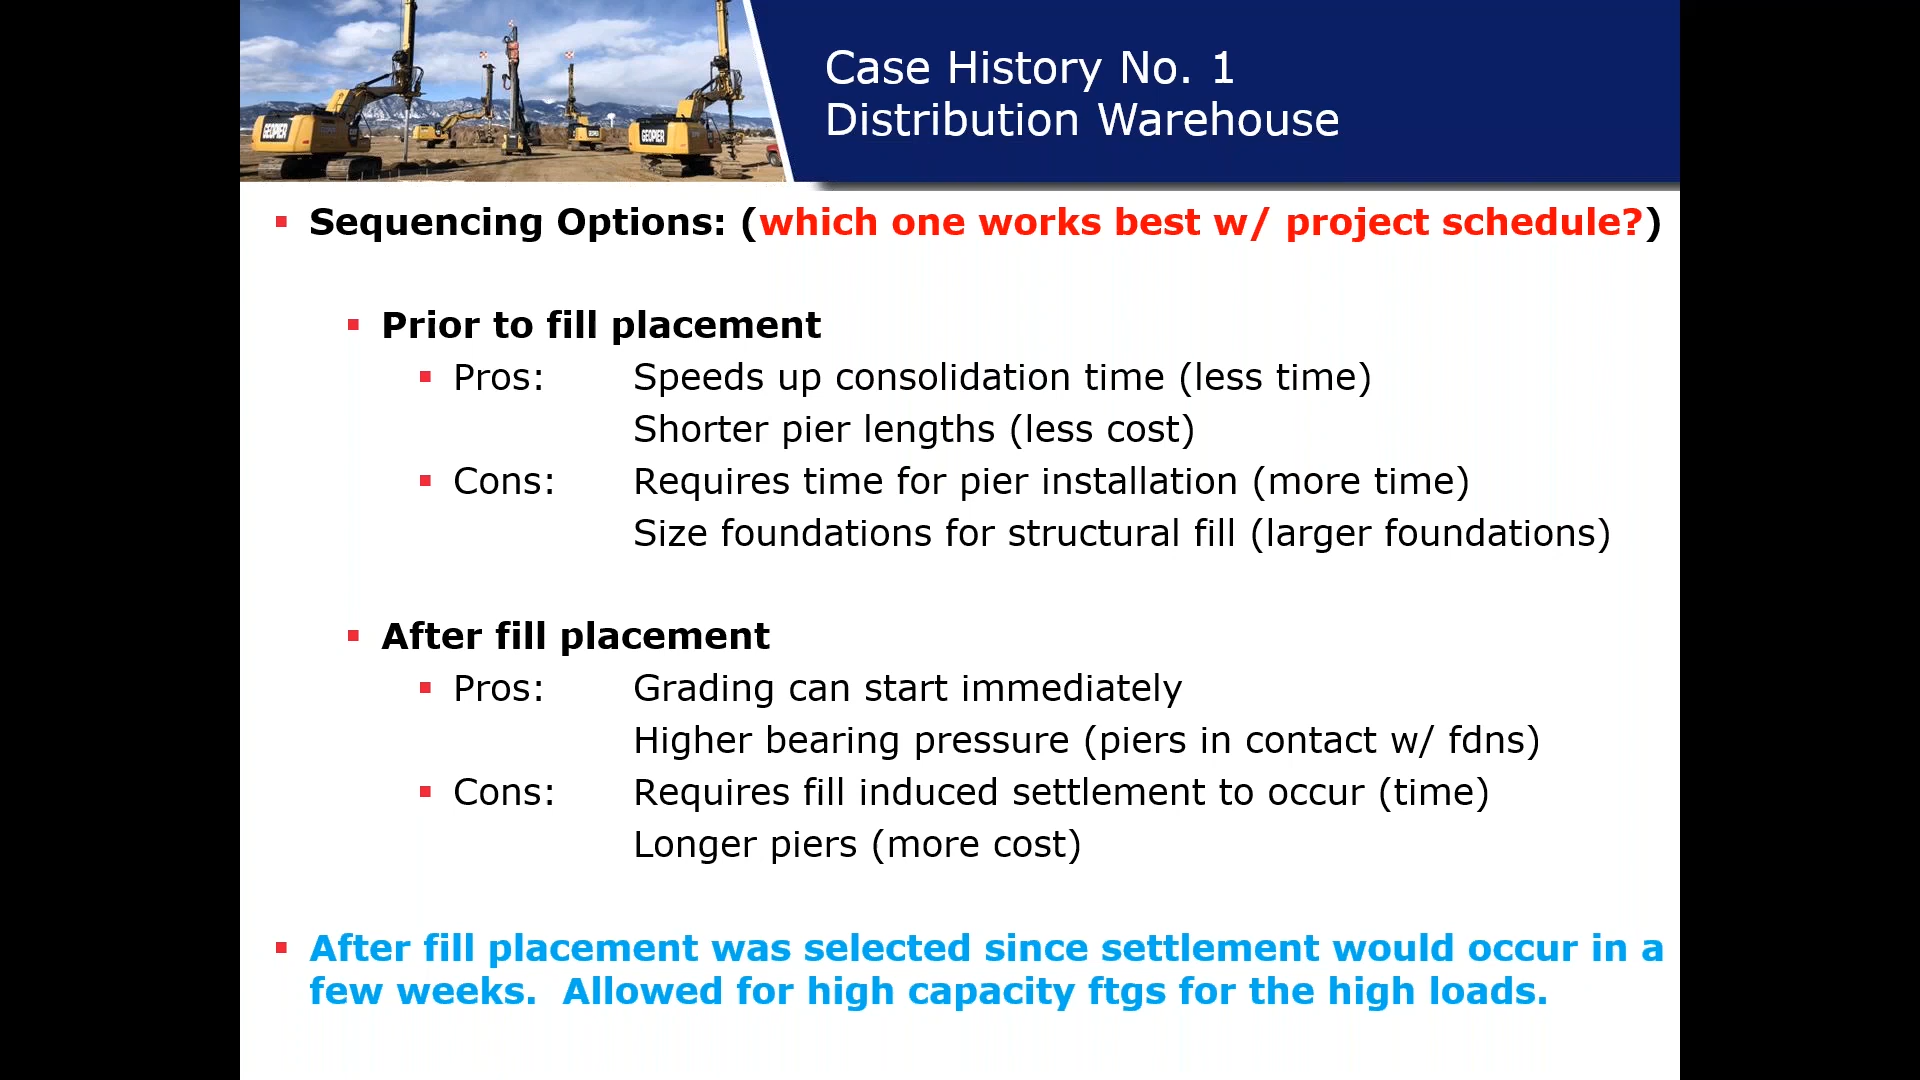 GEOPIER
GEOPIER
Case History No. 1
Distribution Warehouse
Sequencing Options: (which one works best w/ project schedule?)
Prior to fill placement
Pros: Speeds up consolidation time (less time)
Shorter pier lengths (less cost)
Cons: Requires time for pier installation (more time)
Size foundations for structural fill (larger foundations)
After fill placement
Pros: Grading can start immediately
Higher bearing pressure (piers in contact w/ fdns)
Cons: Requires fill induced settlement to occur (time)
Longer piers (more cost)
After fill placement was selected since settlement would occur in a
few weeks. Allowed for high capacity ftgs for the high loads.